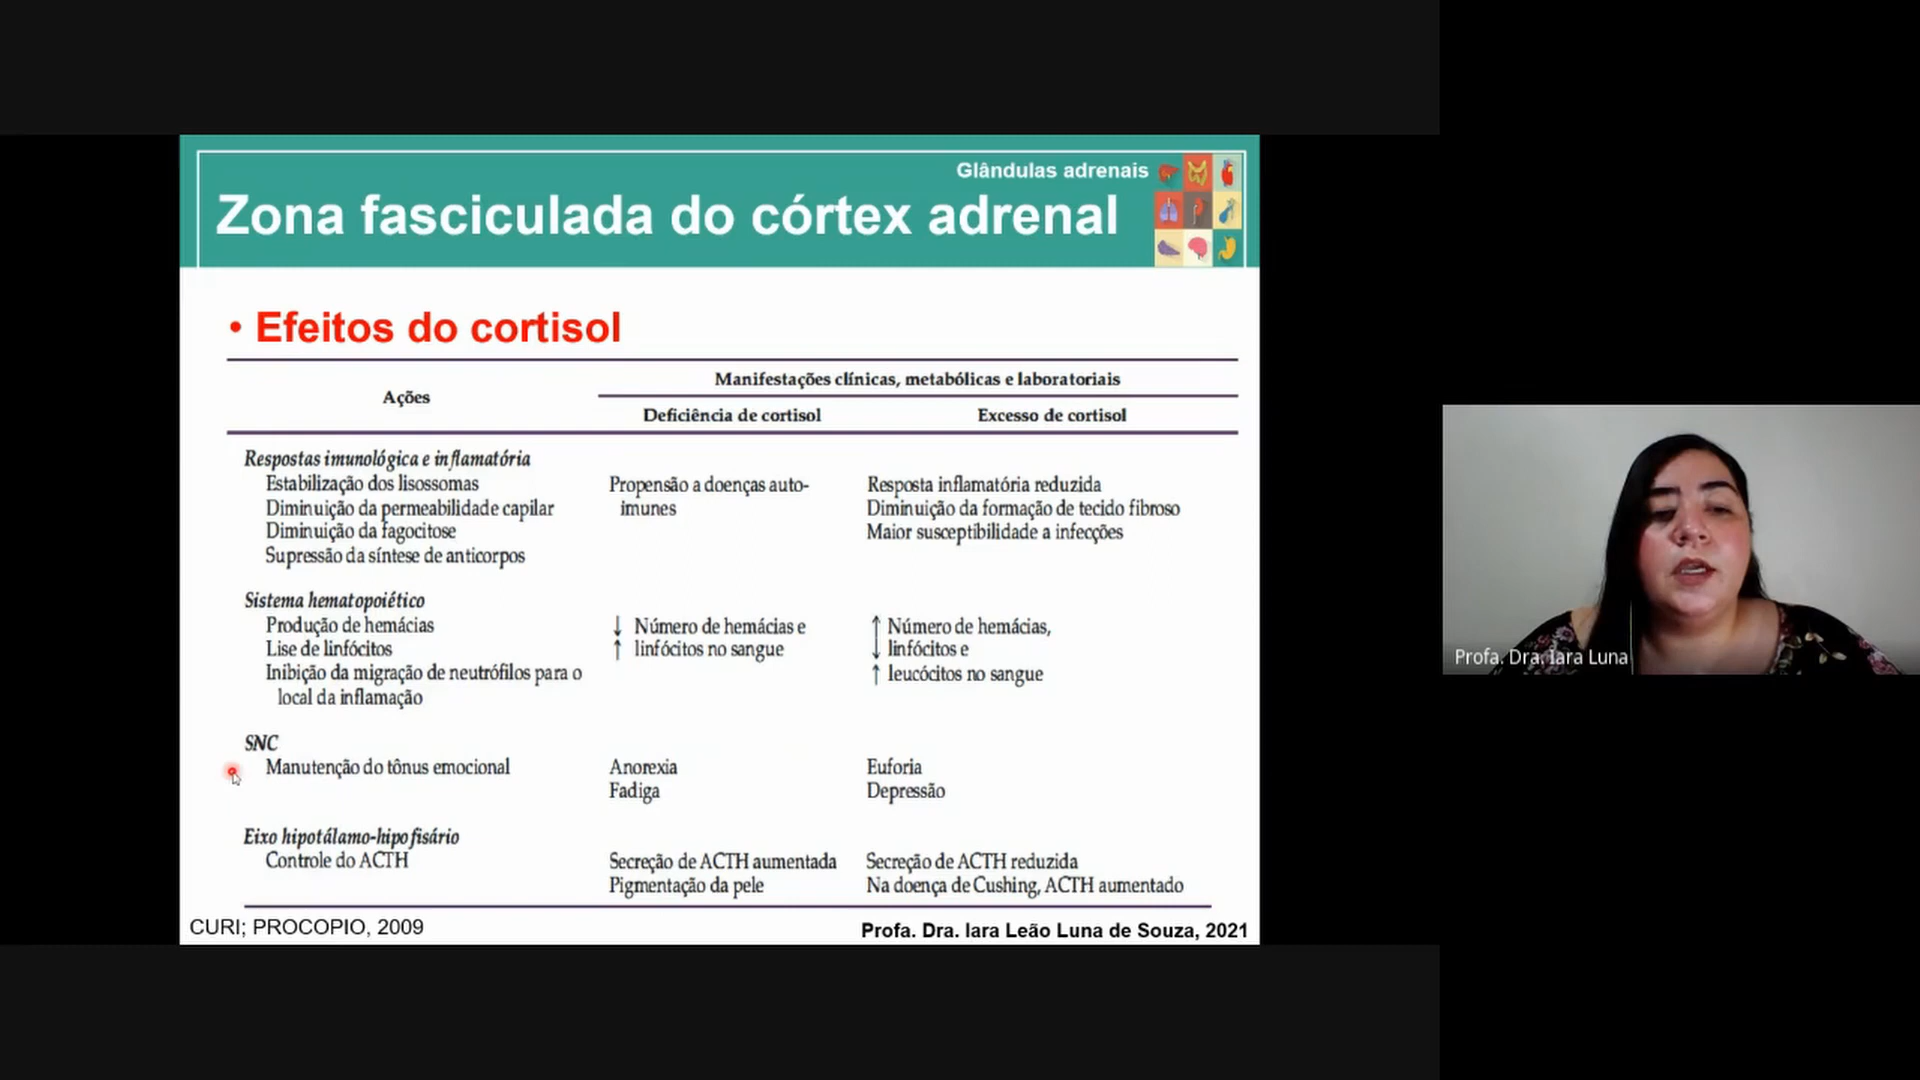 Glândulas adrenais
Zona fasciculada do córtex adrenal
• Efeitos do cortisol
Ações
Manifestações clínicas, metabólicas e laboratoriais
Deficiência de cortisol
Excesso de cortisol
Respostas imunológica e inflamatória
Estabilização dos lisossomas
Diminuição da permeabilidade capilar
Diminuição da fagocitose
Supressão da síntese de anticorpos
Propensão a doenças auto-
imunes
Resposta inflamatória reduzida
Diminuição da formação de tecido fibroso
Maior susceptibilidade a infecções
Sistema hematopoiético
Produção de hemácias
Lise de linfócitos
Inibição da migração de neutrófilos para o
local da inflamação
↓ Número de hemácias e
↑ linfócitos no sangue
↑ Número de hemácias,
↓ linfócitos e
↑ leucócitos no sangue
SNC
Manutenção do tônus emocional
Anorexia
Fadiga
Euforia
Depressão
Eixo hipotálamo-hipofisário
Controle do ACTH
Secreção de ACTH aumentada
Pigmentação da pele
Secreção de ACTH reduzida
Na doença de Cushing, ACTH aumentado
CURI; PROCOPIO, 2009
Profa. Dra. Iara Leão Luna de Souza, 2021
Profa. Dra. Iara Luna